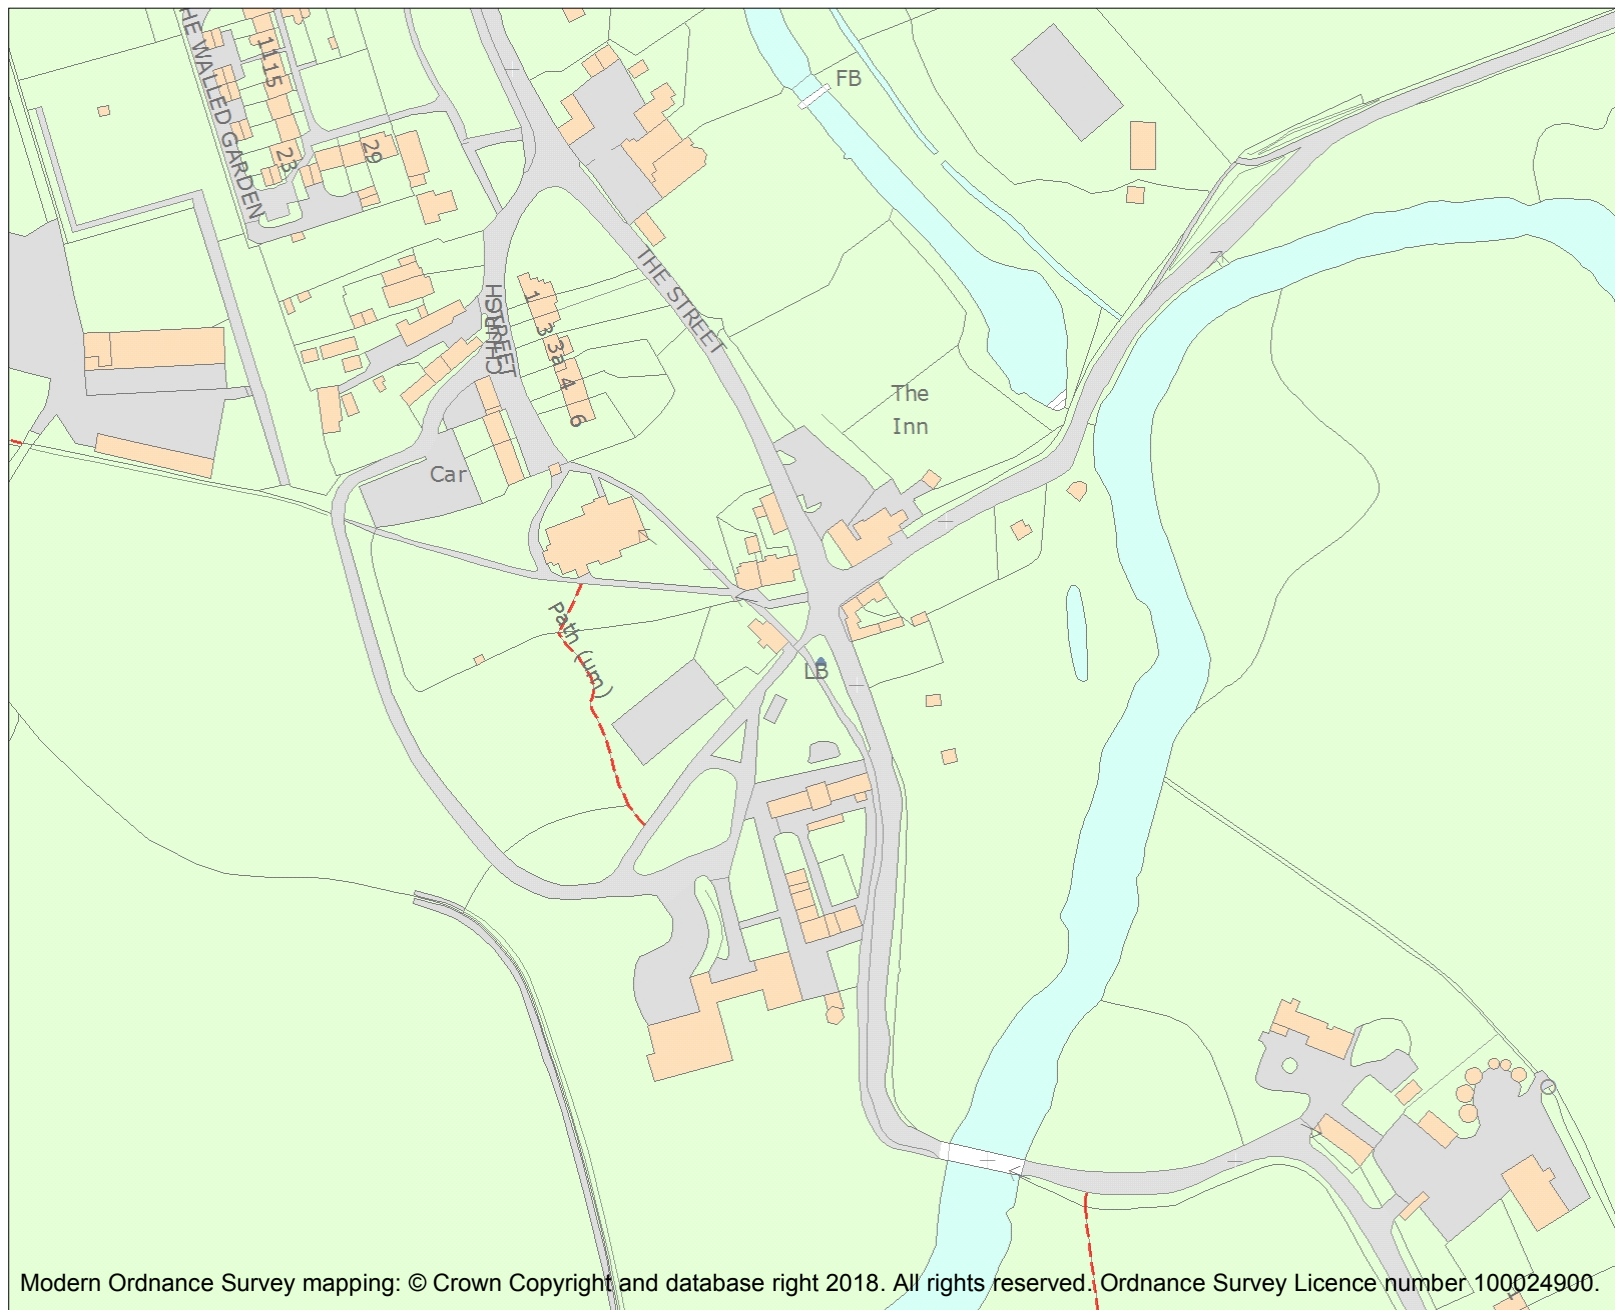 THE WALLED GARDEN
1115
23
29
FB
THE STREET
CHURCH STREET
1
3
3a
4
6
The
Inn
Car
Path (um)
LB
Modern Ordnance Survey mapping: © Crown Copyright and database right 2018. All rights reserved. Ordnance Survey Licence number 100024900.